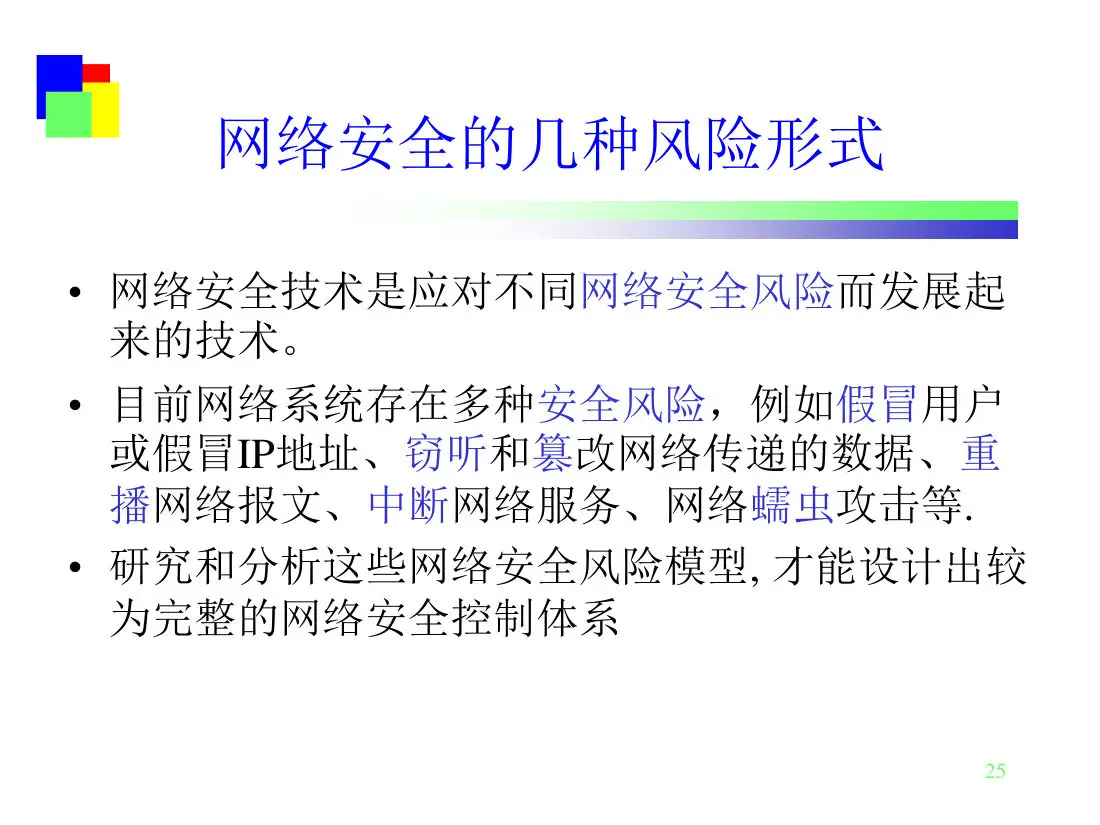 网络安全的几种风险形式
• 网络安全技术是应对不同网络安全风险而发展起
来的技术。
• 目前网络系统存在多种安全风险，例如假冒用户
或假冒IP地址、窃听和篡改网络传递的数据、重
播网络报文、中断网络服务、网络蠕虫攻击等.
• 研究和分析这些网络安全风险模型, 才能设计出较
为完整的网络安全控制体系
25